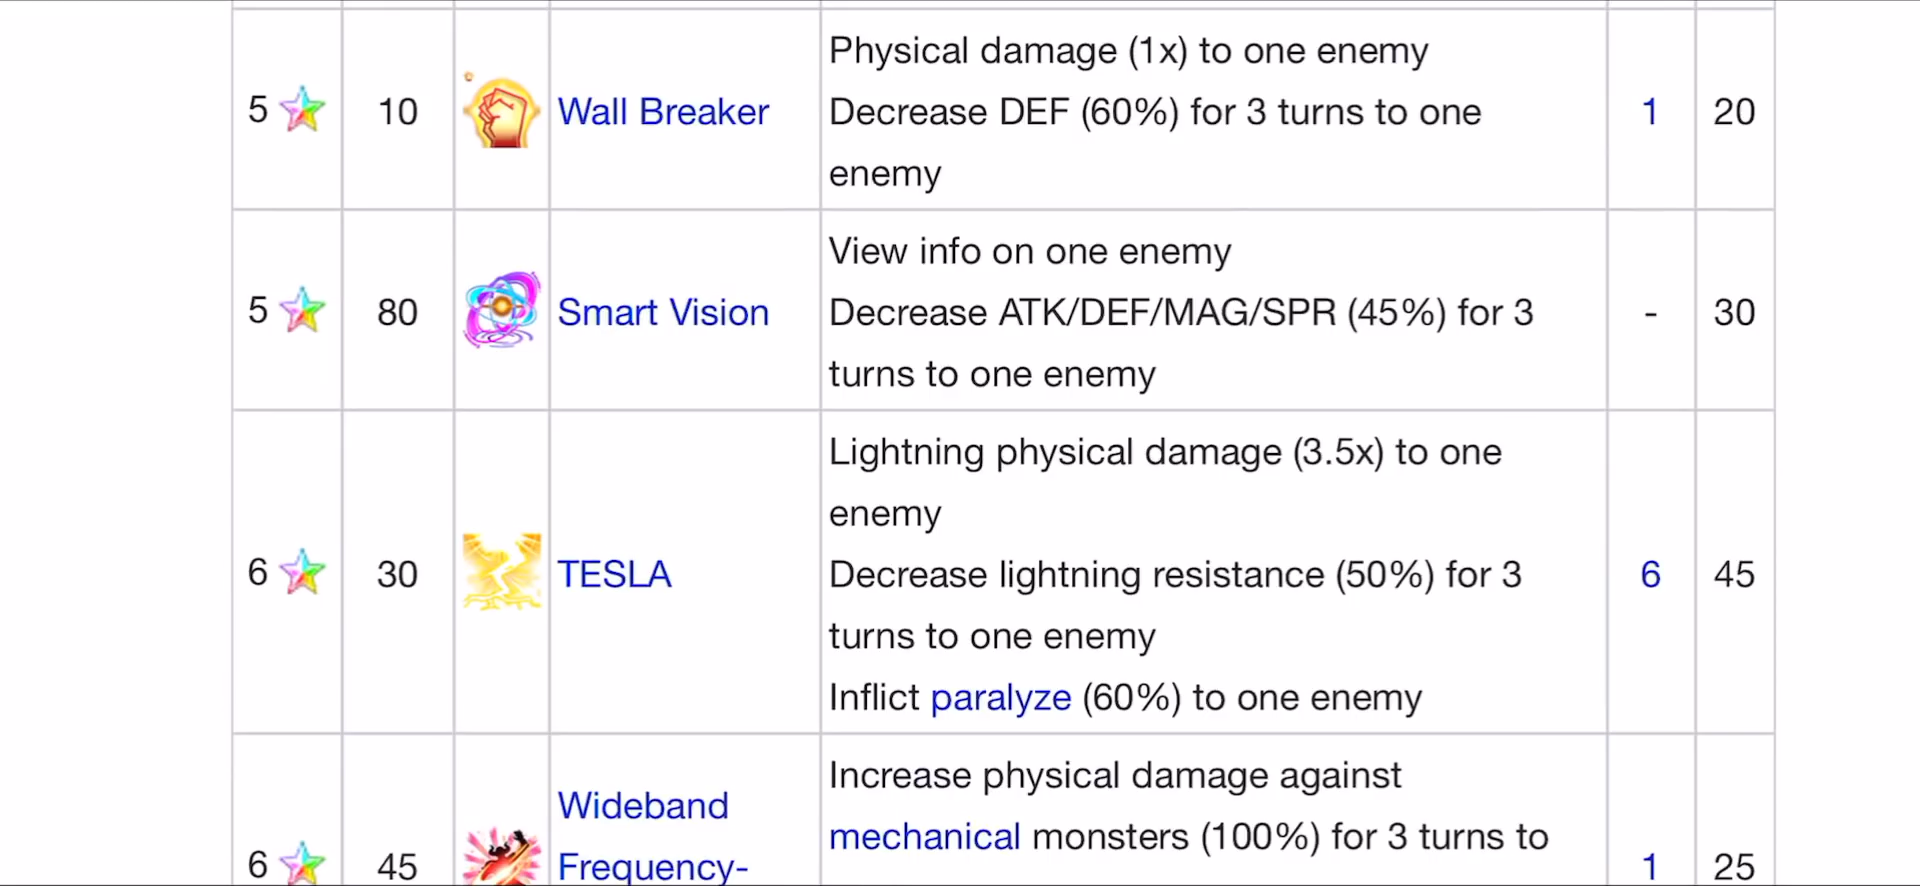 Physical damage (1x) to one enemy
5 10 Wall Breaker Decrease DEF (60%) for 3 turns to one 1 20
enemy
View info on one enemy
5 80 Smart Vision Decrease ATK/DEF/MAG/SPR (45%) for 3 - 30
turns to one enemy
Lightning physical damage (3.5x) to one
enemy
6 30 TESLA Decrease lightning resistance (50%) for 3 6 45
turns to one enemy
Inflict paralyze (60%) to one enemy
Increase physical damage against
Wideband
mechanical monsters (100%) for 3 turns to
6 45 Frequency- 1 25